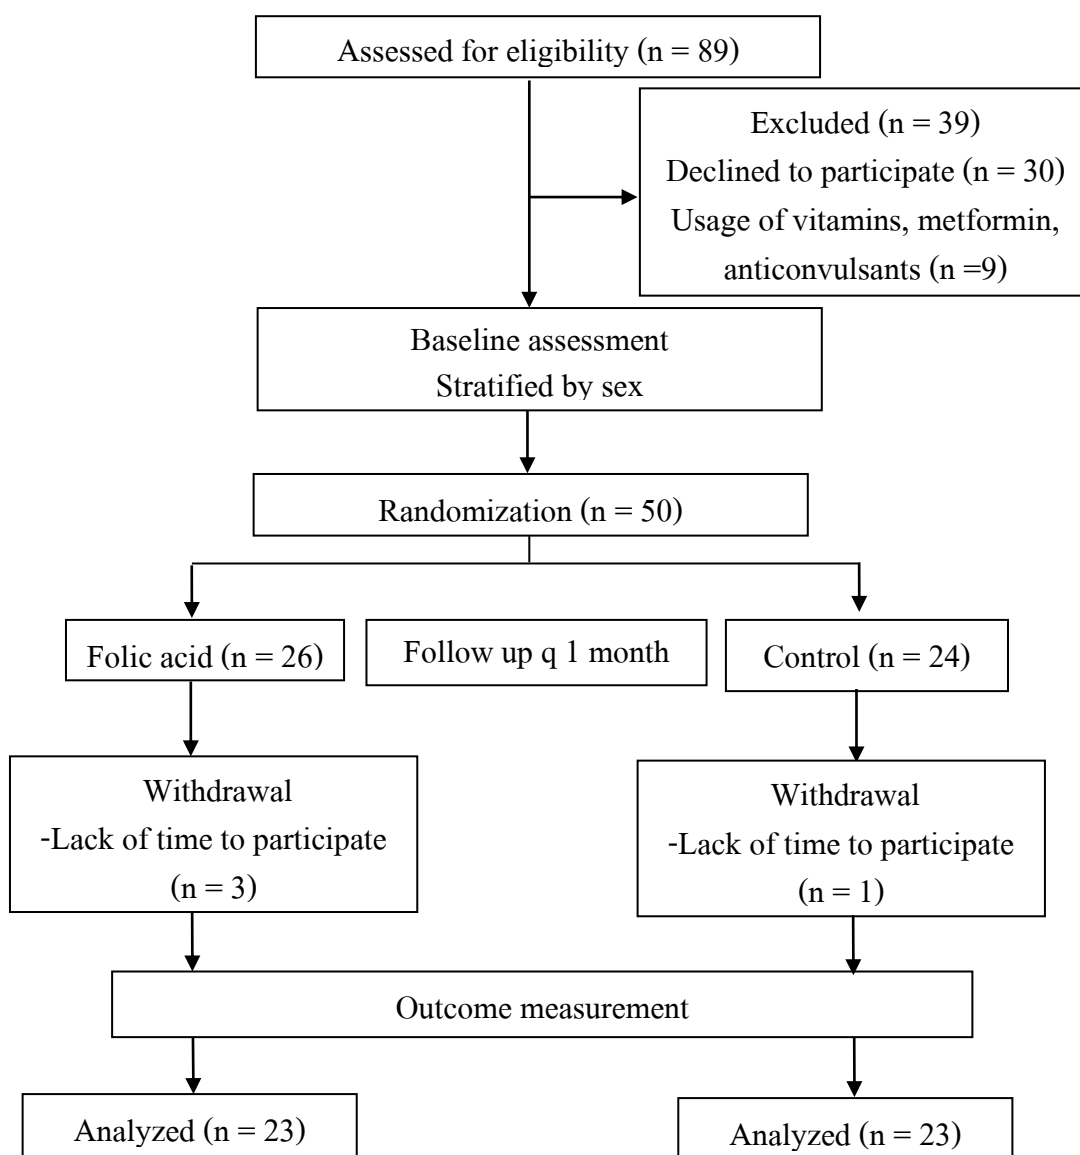 Assessed for eligibility (n = 89)
Excluded (n = 39)
Declined to participate (n = 30)
Usage of vitamins, metformin,
anticonvulsants (n =9)
Baseline assessment
Stratified by sex
Randomization (n = 50)
Folic acid (n = 26)
Follow up q 1 month
Control (n = 24)
Withdrawal
-Lack of time to participate
(n = 3)
Withdrawal
-Lack of time to participate
(n = 1)
Outcome measurement
Analyzed (n = 23)
Analyzed (n = 23)